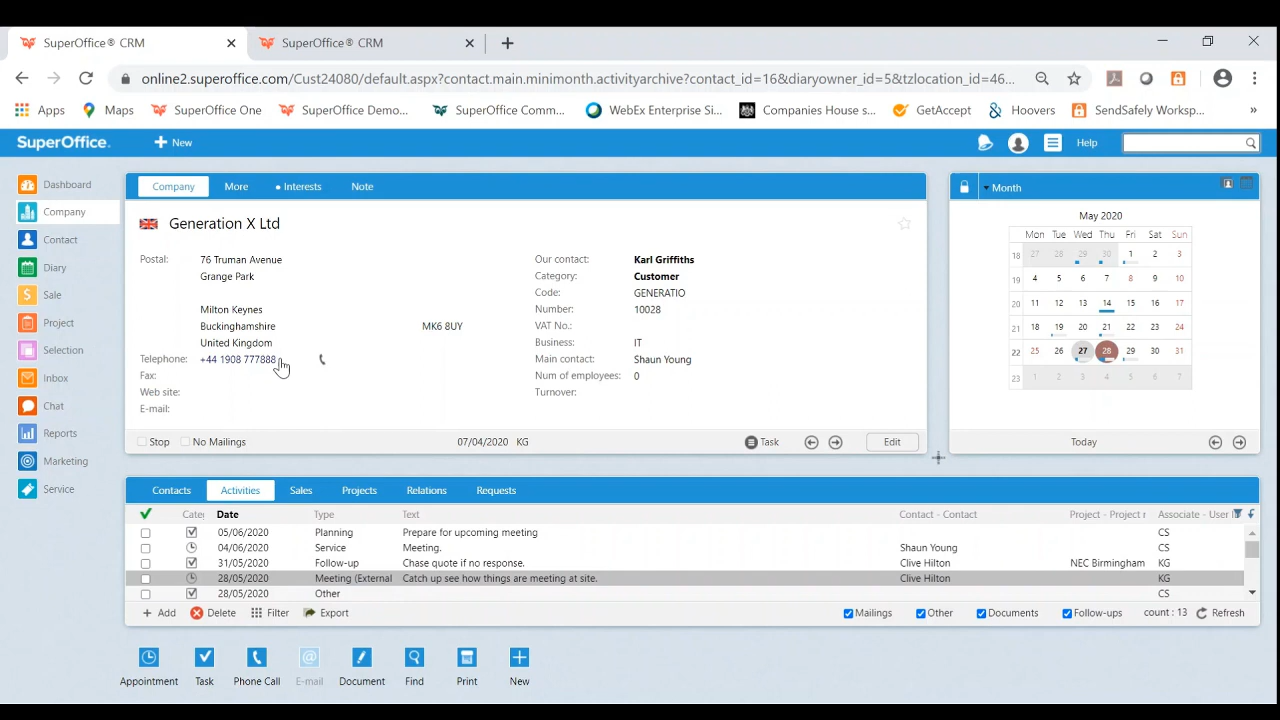 SuperOffice® CRM
SuperOffice® CRM
online2.superoffice.com/Cust24080/default.aspx?contact.main.minimonth.activityarchive?contact_id=16&diaryowner_id=5&tzlocation_id=46...
Apps Maps SuperOffice One SuperOffice Demo... SuperOffice Comm... WebEx Enterprise Si... Companies House s... GetAccept Hoovers SendSafely Worksp... »
SuperOffice. New Help
Dashboard
Company
Contact
Diary
Sale
Project
Selection
Inbox
Chat
Reports
Marketing
Service
Company More Interests Note
Generation X Ltd
Postal: 76 Truman Avenue
Grange Park
Milton Keynes
Buckinghamshire MK6 8UY
United Kingdom
Telephone: +44 1908 777888
Fax:
Web site:
E-mail:
Our contact: Karl Griffiths
Category: Customer
Code: GENERATIO
Number: 10028
VAT No.:
Business: IT
Main contact: Shaun Young
Num of employees: 0
Turnover:
Stop No Mailings 07/04/2020 KG Task Edit
Month
May 2020
Mon Tue Wed Thu Fri Sat Sun
18 27 28 29 30 1 2 3
19 4 5 6 7 8 9 10
20 11 12 13 14 15 16 17
21 18 19 20 21 22 23 24
22 25 26 27 28 29 30 31
23 1 2 3 4 5 6 7
Today
Contacts Activities Sales Projects Relations Requests
Cate Date Type Text Contact - Contact Project - Project r Associate - User I
05/06/2020 Planning Prepare for upcoming meeting CS
04/06/2020 Service Meeting. Shaun Young CS
31/05/2020 Follow-up Chase quote if no response. Clive Hilton NEC Birmingham KG
28/05/2020 Meeting (External Catch up see how things are meeting at site. Clive Hilton KG
28/05/2020 Other CS
Add Delete Filter Export Mailings Other Documents Follow-ups count : 13 Refresh
Appointment Task Phone Call E-mail Document Find Print New